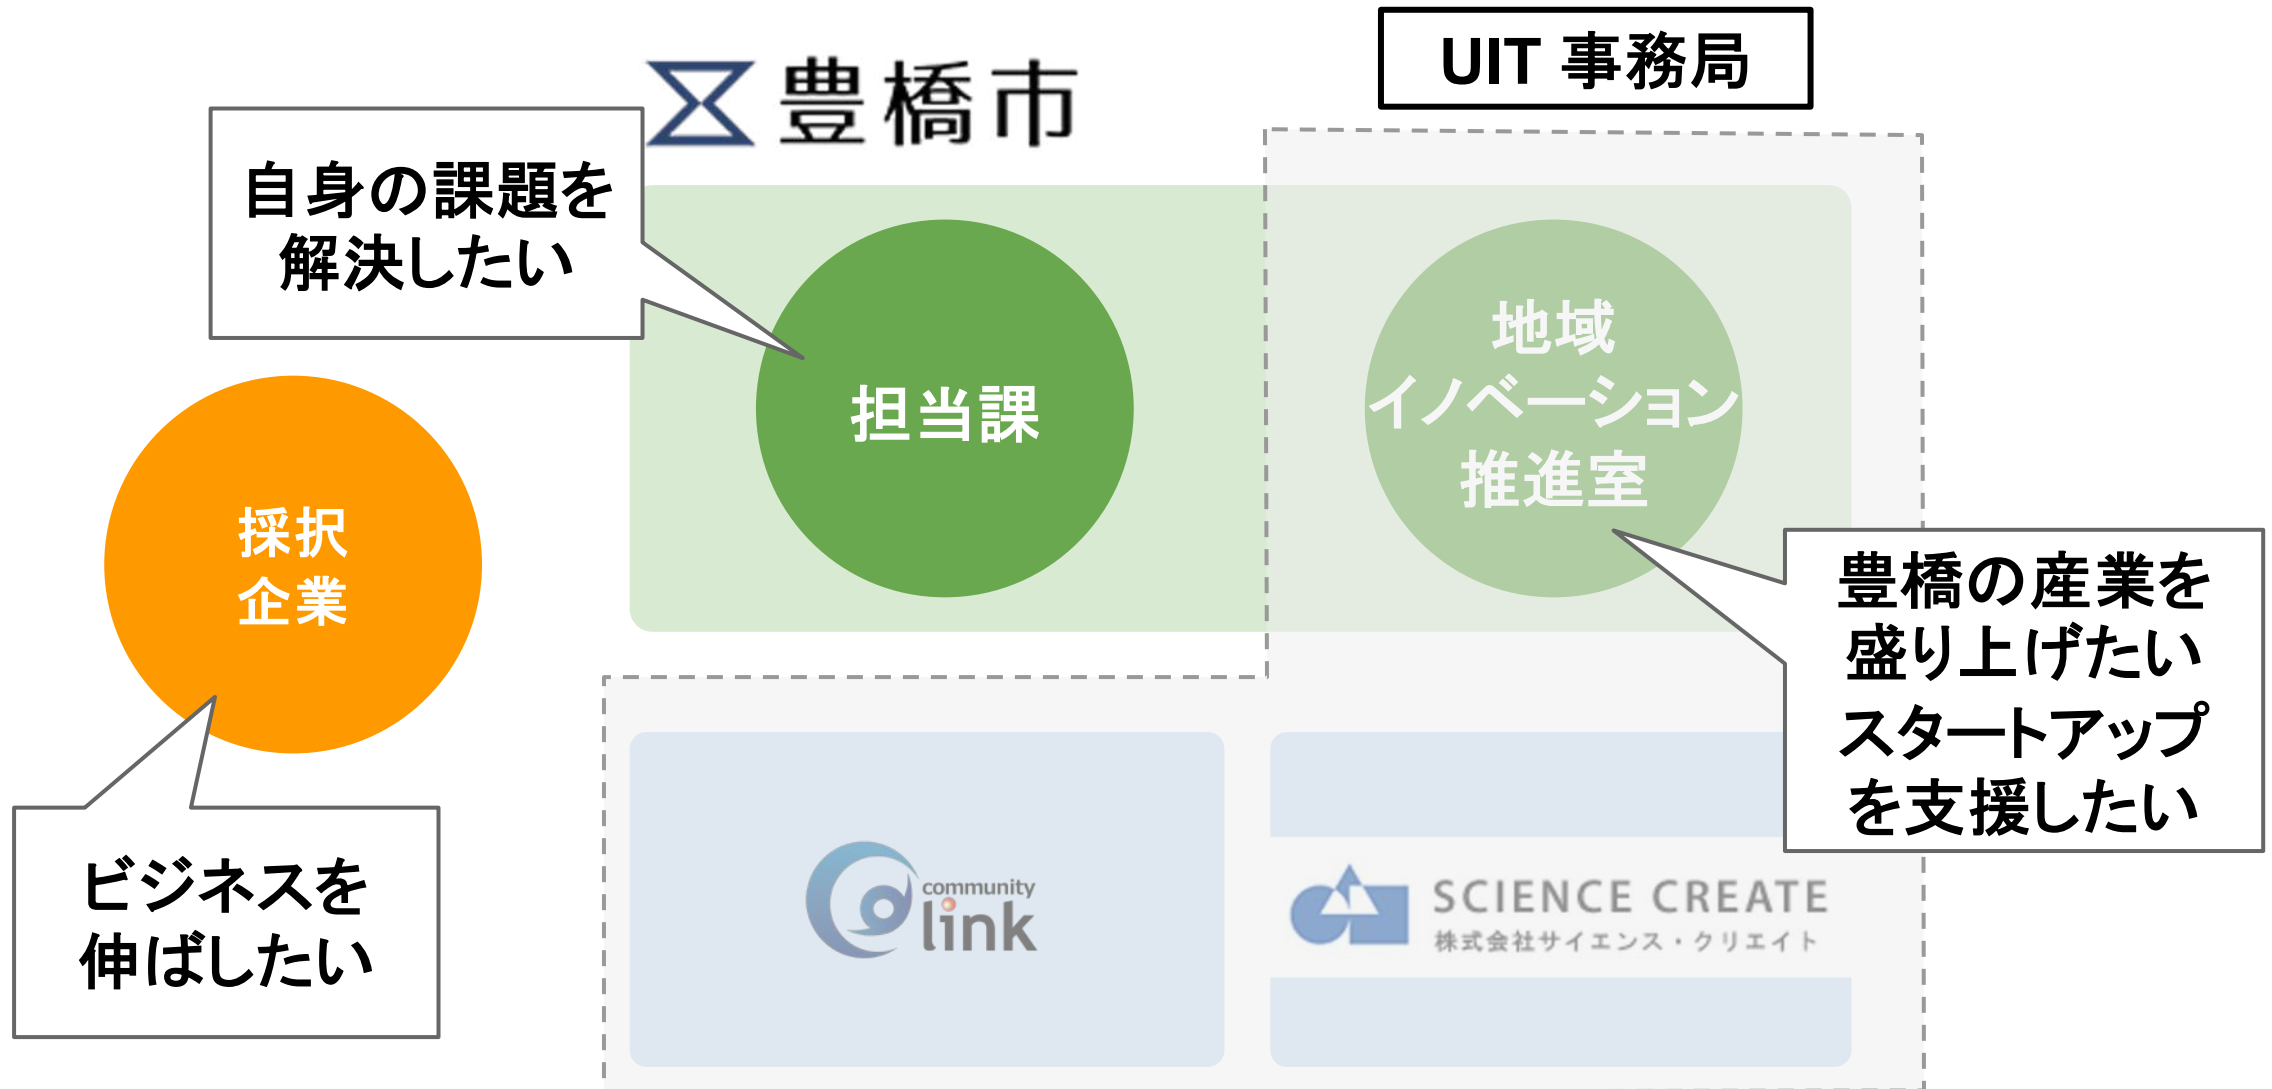 UIT 事務局
豊橋市
自身の課題を
解決したい
担当課
地域
イノベーション
推進室
採択
企業
豊橋の産業を
盛り上げたい
スタートアップ
を支援したい
ビジネスを
伸ばしたい
community
link
SCIENCE CREATE
株式会社サイエンス・クリエイト